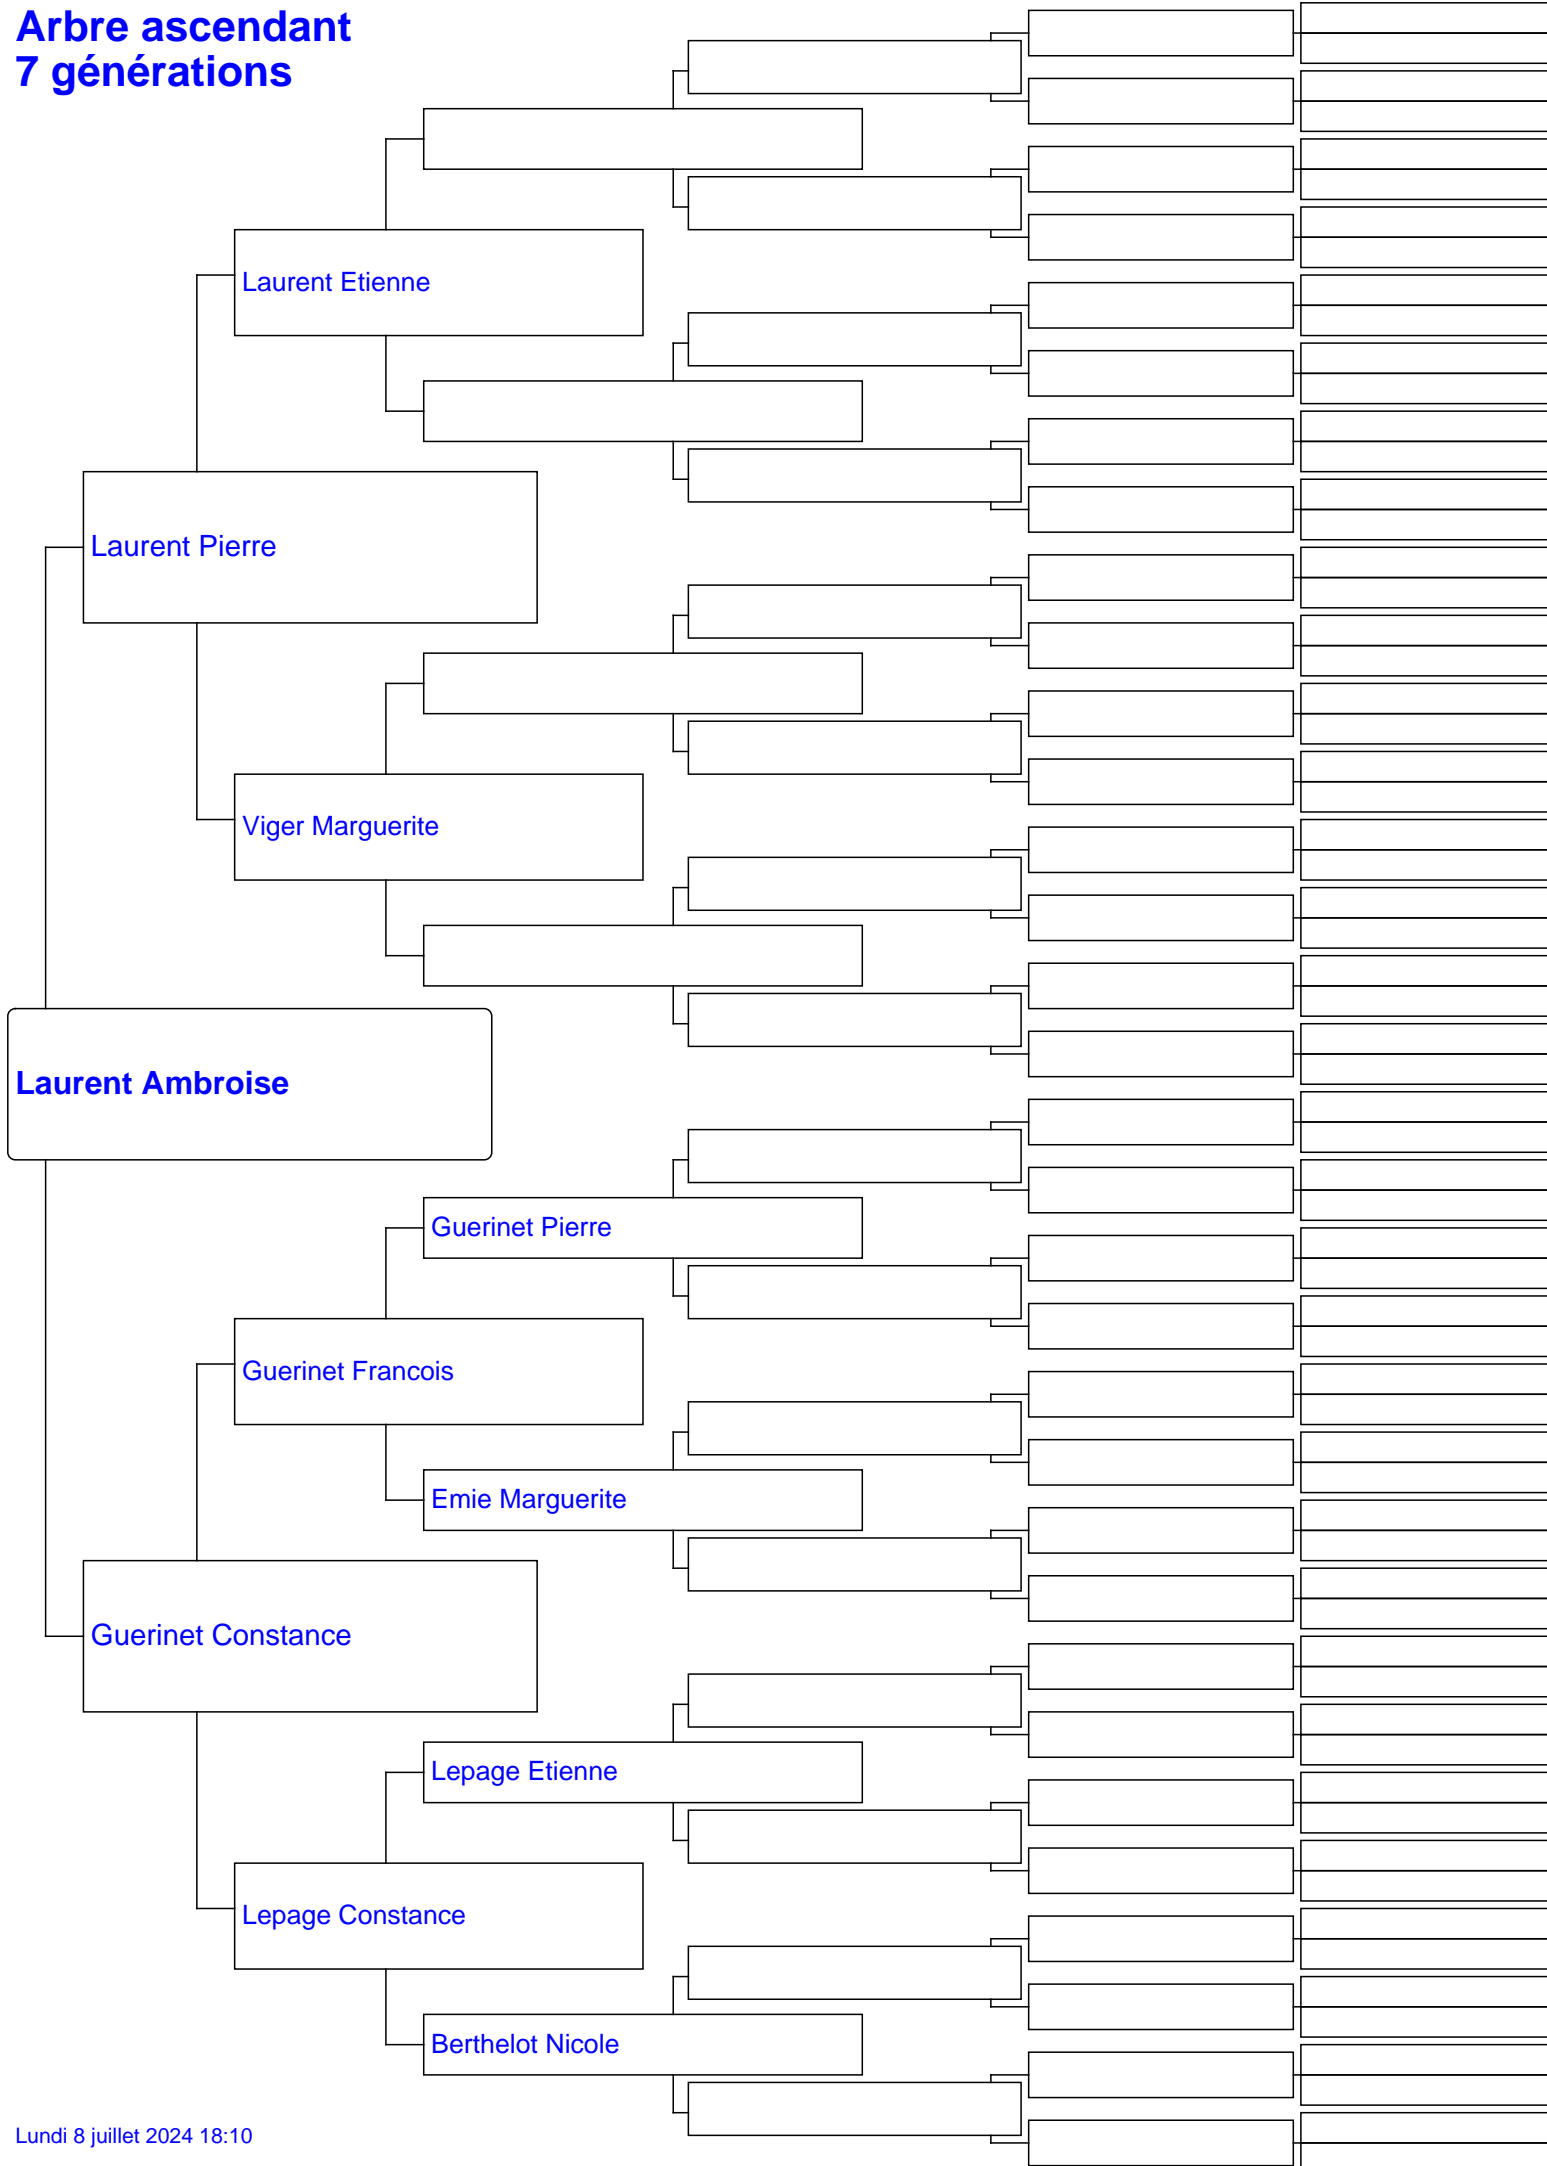 Arbre ascendant
7 générations
Laurent Etienne
Laurent Pierre
Viger Marguerite
Laurent Ambroise
Guerinet Pierre
Guerinet Francois
Emie Marguerite
Guerinet Constance
Lepage Etienne
Lepage Constance
Berthelot Nicole
Lundi 8 juillet 2024 18:10